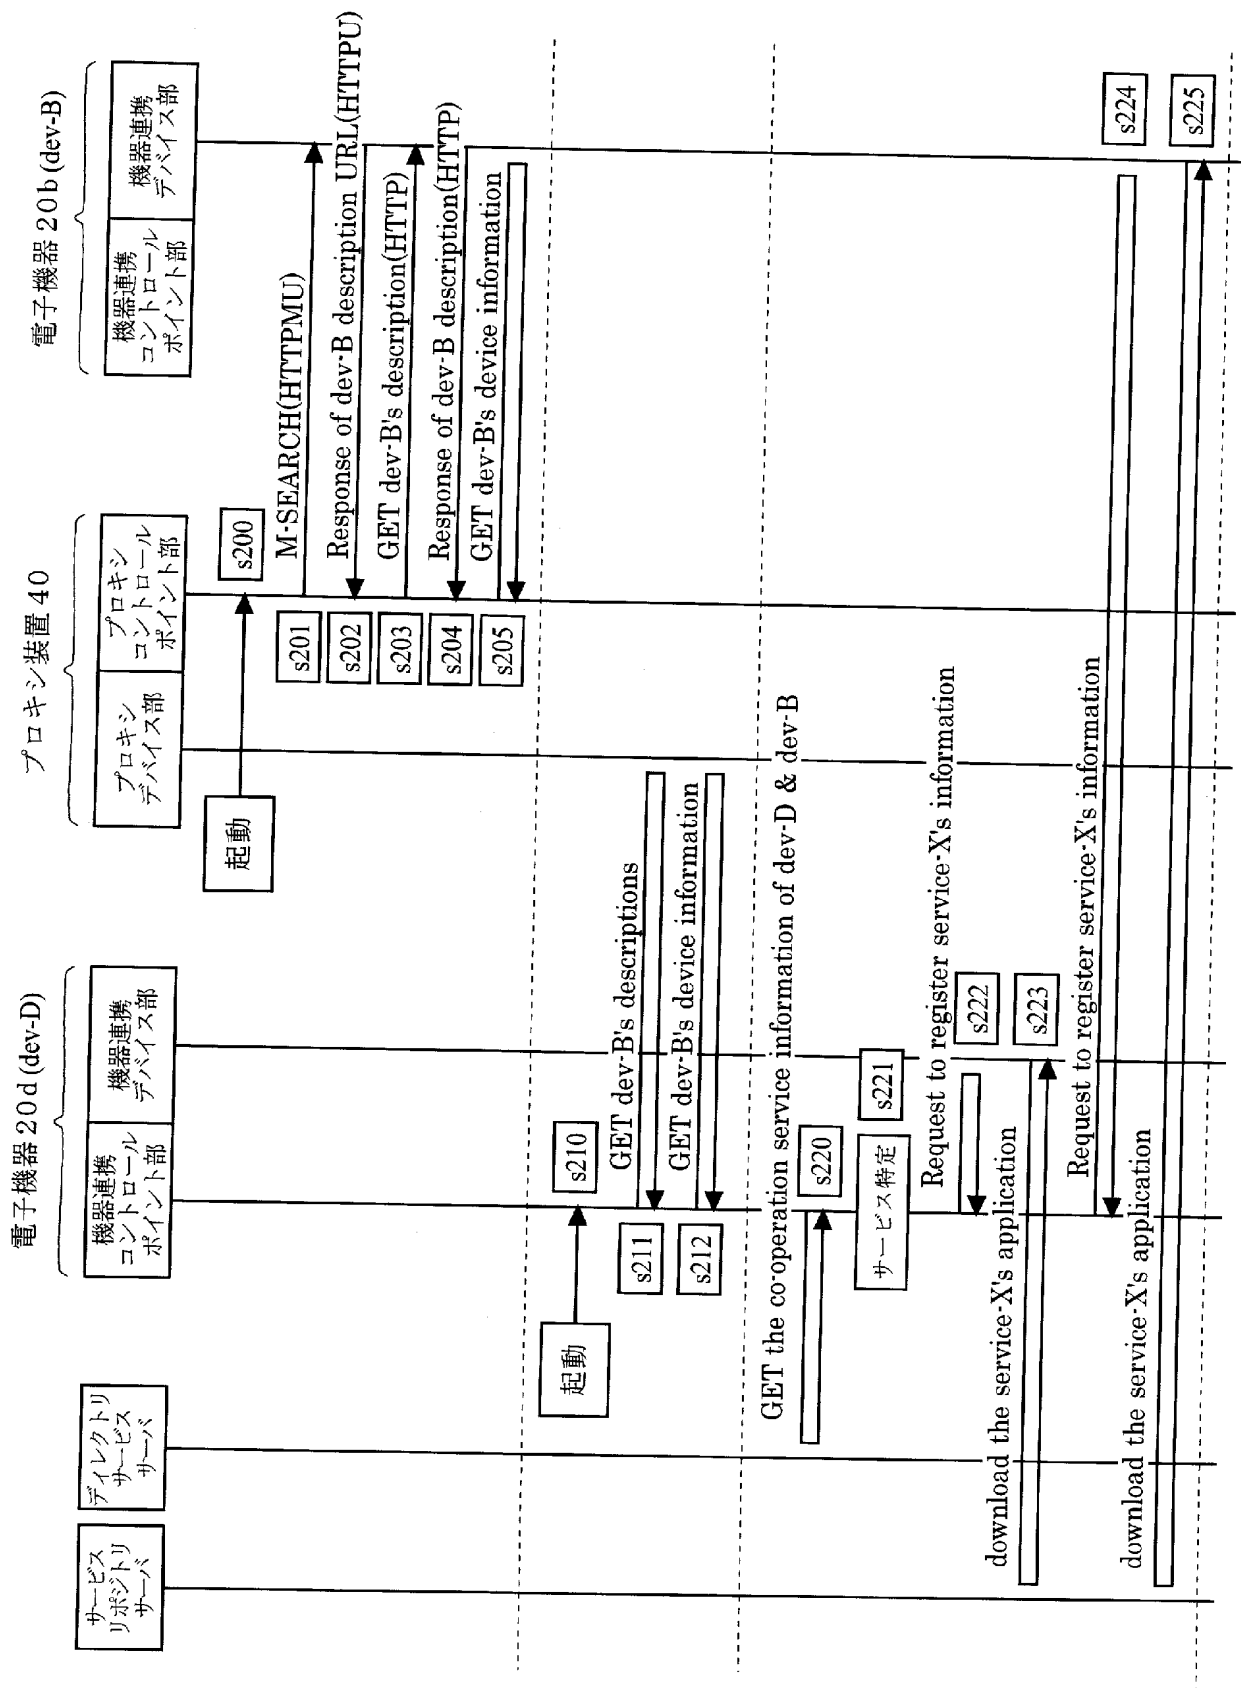 電子機器20d(dev-D)
プロキシ装置40
電子機器20b(dev-B)
サービス
リポジトリ
サーバ
ディレクトリ
サービス
サーバ
機器連携
コントロール
ポイント部
機器連携
デバイス部
プロキシ
デバイス部
プロキシ
コントロール
ポイント部
機器連携
コントロール
ポイント部
機器連携
デバイス部
起動
s200
s201
M-SEARCH(HTTPMU)
s202
Response of dev-B description URL(HTTPU)
s203
GET dev-B's description(HTTP)
s204
Response of dev-B description(HTTP)
s205
GET dev-B's device information
起動
s210
s211
GET dev-B's descriptions
s212
GET dev-B's device information
GET the co-operation service information of dev-D & dev-B
s220
サービス特定
s221
Request to register service-X's information
s222
download the service-X's application
s223
Request to register service-X's information
s224
download the service-X's application
s225